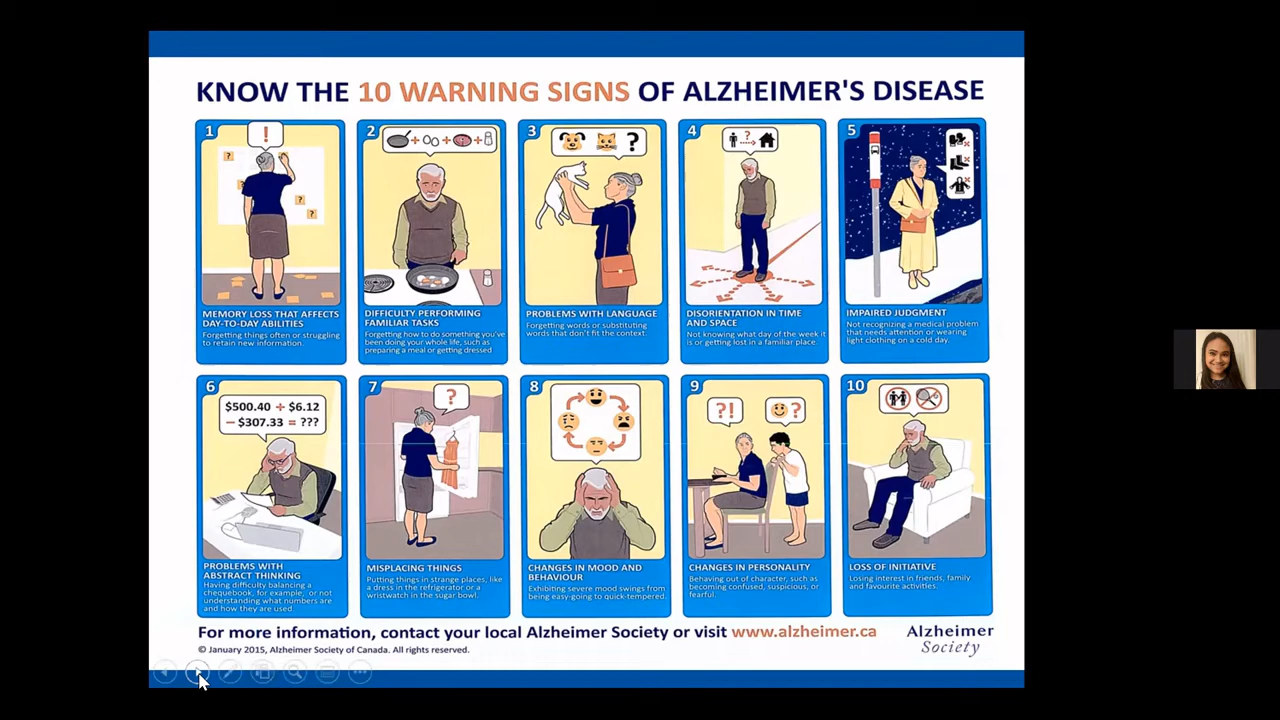 KNOW THE 10 WARNING SIGNS OF ALZHEIMER'S DISEASE
1
!
?
?
?
?
MEMORY LOSS THAT AFFECTS
DAY-TO-DAY ABILITIES
Forgetting things often or struggling
to retain new information.
2
+ + +
DIFFICULTY PERFORMING
FAMILIAR TASKS
Forgetting how to do something you've
been doing your whole life, such as
preparing a meal or getting dressed
3
?
PROBLEMS WITH LANGUAGE
Forgetting words or substituting
words that don't fit the context.
4
?
DISORIENTATION IN TIME
AND SPACE
Not knowing what day of the week it
is or getting lost in a familiar place.
5
IMPAIRED JUDGMENT
Not recognizing a medical problem
that needs attention or wearing
light clothing on a cold day.
6
$500.40 ÷ $6.12
− $307.33 = ???
PROBLEMS WITH
ABSTRACT THINKING
Having difficulty balancing a
chequebook, for example, or not
understanding what numbers are
and how they are used.
7
?
MISPLACING THINGS
Putting things in strange places, like
a dress in the refrigerator or a
wristwatch in the sugar bowl.
8
CHANGES IN MOOD AND
BEHAVIOUR
Exhibiting severe mood swings from
being easy-going to quick-tempered.
9
?!
?
CHANGES IN PERSONALITY
Behaving out of character, such as
becoming confused, suspicious, or
fearful.
10
LOSS OF INITIATIVE
Losing interest in friends, family
and favourite activities.
For more information, contact your local Alzheimer Society or visit www.alzheimer.ca
© January 2015, Alzheimer Society of Canada. All rights reserved.
Alzheimer
Society